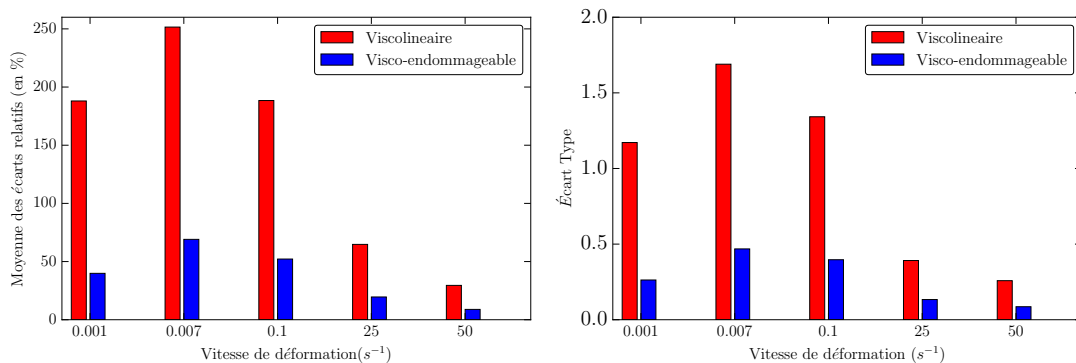 Moyenne des écarts relatifs (en %)
250
200
150
100
50
0
Viscolineaire
Visco-endommageable
0.001 0.007 0.1 25 50
Vitesse de déformation(s⁻¹)
Écart Type
2.0
1.5
1.0
0.5
0.0
Viscolineaire
Visco-endommageable
0.001 0.007 0.1 25 50
Vitesse de déformation (s⁻¹)